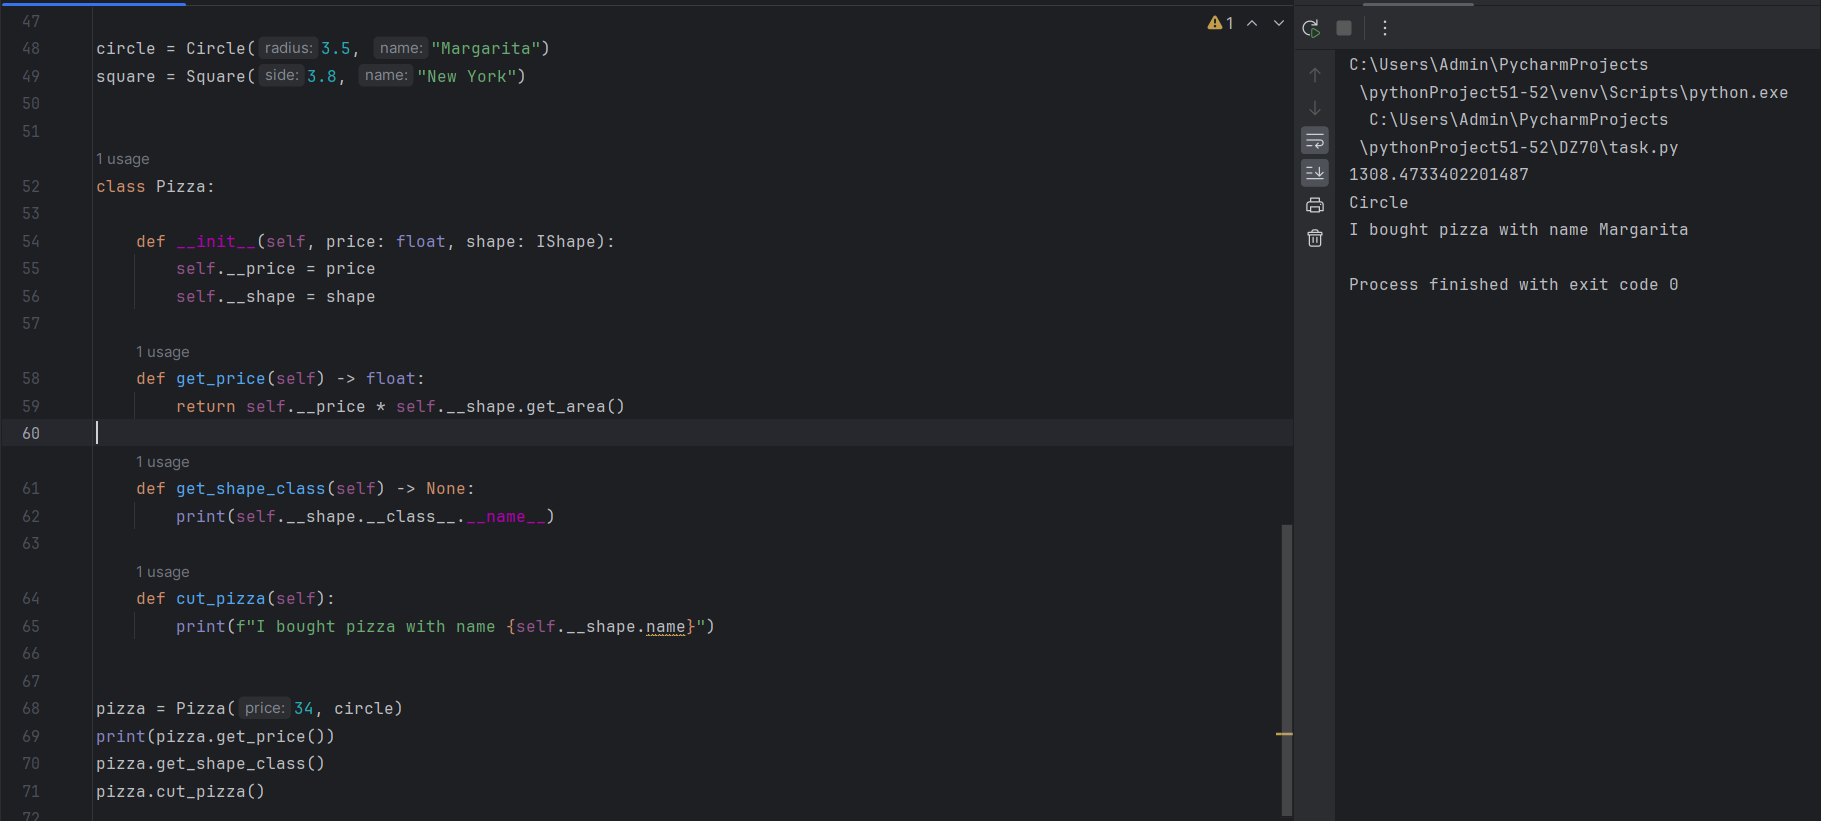 1
47
48 circle = Circle( radius: 3.5, name: "Margarita")
49 square = Square( side: 3.8, name: "New York")
50
51
1 usage
52 class Pizza:
53
54 def __init__(self, price: float, shape: IShape):
55 self.__price = price
56 self.__shape = shape
57
1 usage
58 def get_price(self) -> float:
59 return self.__price * self.__shape.get_area()
60
1 usage
61 def get_shape_class(self) -> None:
62 print(self.__shape.__class__.__name__)
63
1 usage
64 def cut_pizza(self):
65 print(f"I bought pizza with name {self.__shape.name}")
66
67
68 pizza = Pizza( price: 34, circle)
69 print(pizza.get_price())
70 pizza.get_shape_class()
71 pizza.cut_pizza()
72
C:\Users\Admin\PycharmProjects
\pythonProject51-52\venv\Scripts\python.exe
C:\Users\Admin\PycharmProjects
\pythonProject51-52\DZ70\task.py
1308.4733402201487
Circle
I bought pizza with name Margarita
Process finished with exit code 0